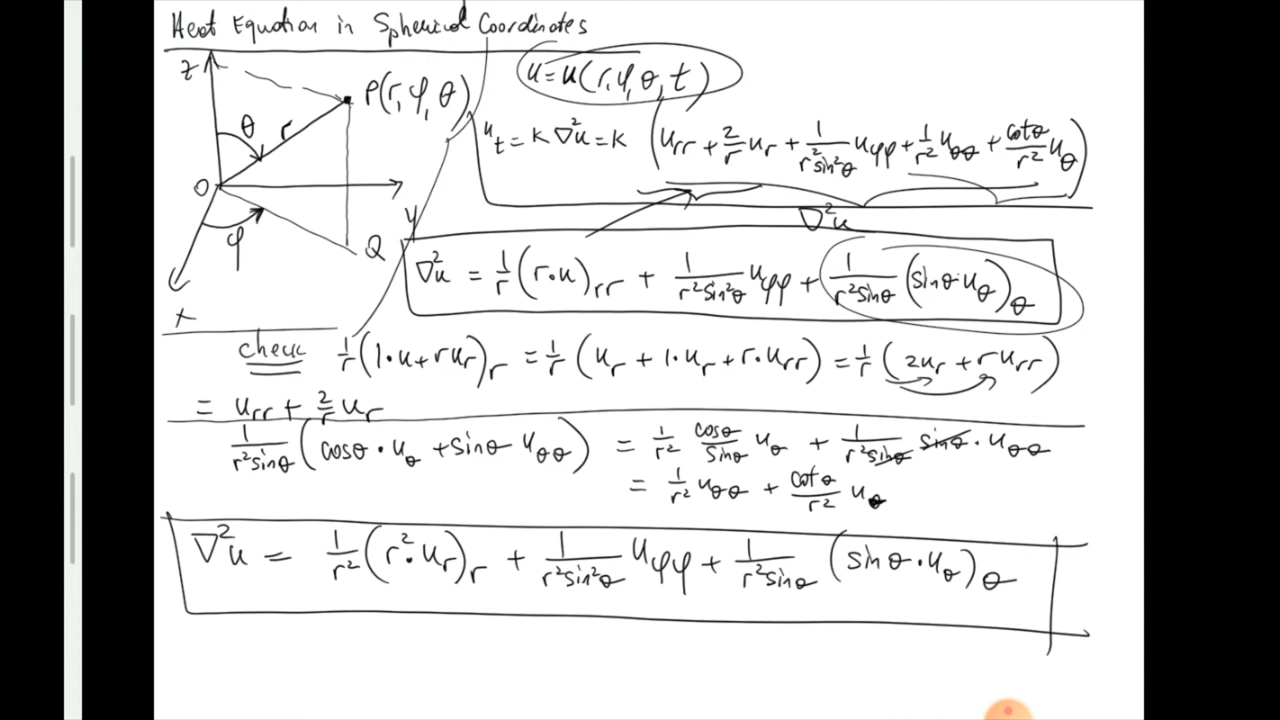 Heat Equation in Spherical Coordinates
z
P(r, φ, θ)
θ
r
O
y
φ
Q
x
u = u(r, φ, θ, t)
u_t = k ∇²u = k (u_rr + 2/r u_r + 1/(r² sin²θ) u_φφ + 1/r² u_θθ + cotθ/r² u_θ)
∇²u
∇²u = 1/r (r·u)_rr + 1/(r² sin²θ) u_φφ + 1/(r² sinθ) (sinθ·u_θ)_θ
check 1/r (1·u + r u_r)_r = 1/r (u_r + 1·u_r + r·u_rr) = 1/r (2u_r + r u_rr)
= u_rr + 2/r u_r
1/(r² sinθ) (cosθ·u_θ + sinθ u_θθ) = 1/r² cosθ/sinθ u_θ + 1/(r² sinθ) sinθ·u_θθ
= 1/r² u_θθ + cotθ/r² u_θ
∇²u = 1/r² (r²·u_r)_r + 1/(r² sin²θ) u_φφ + 1/(r² sinθ) (sinθ·u_θ)_θ